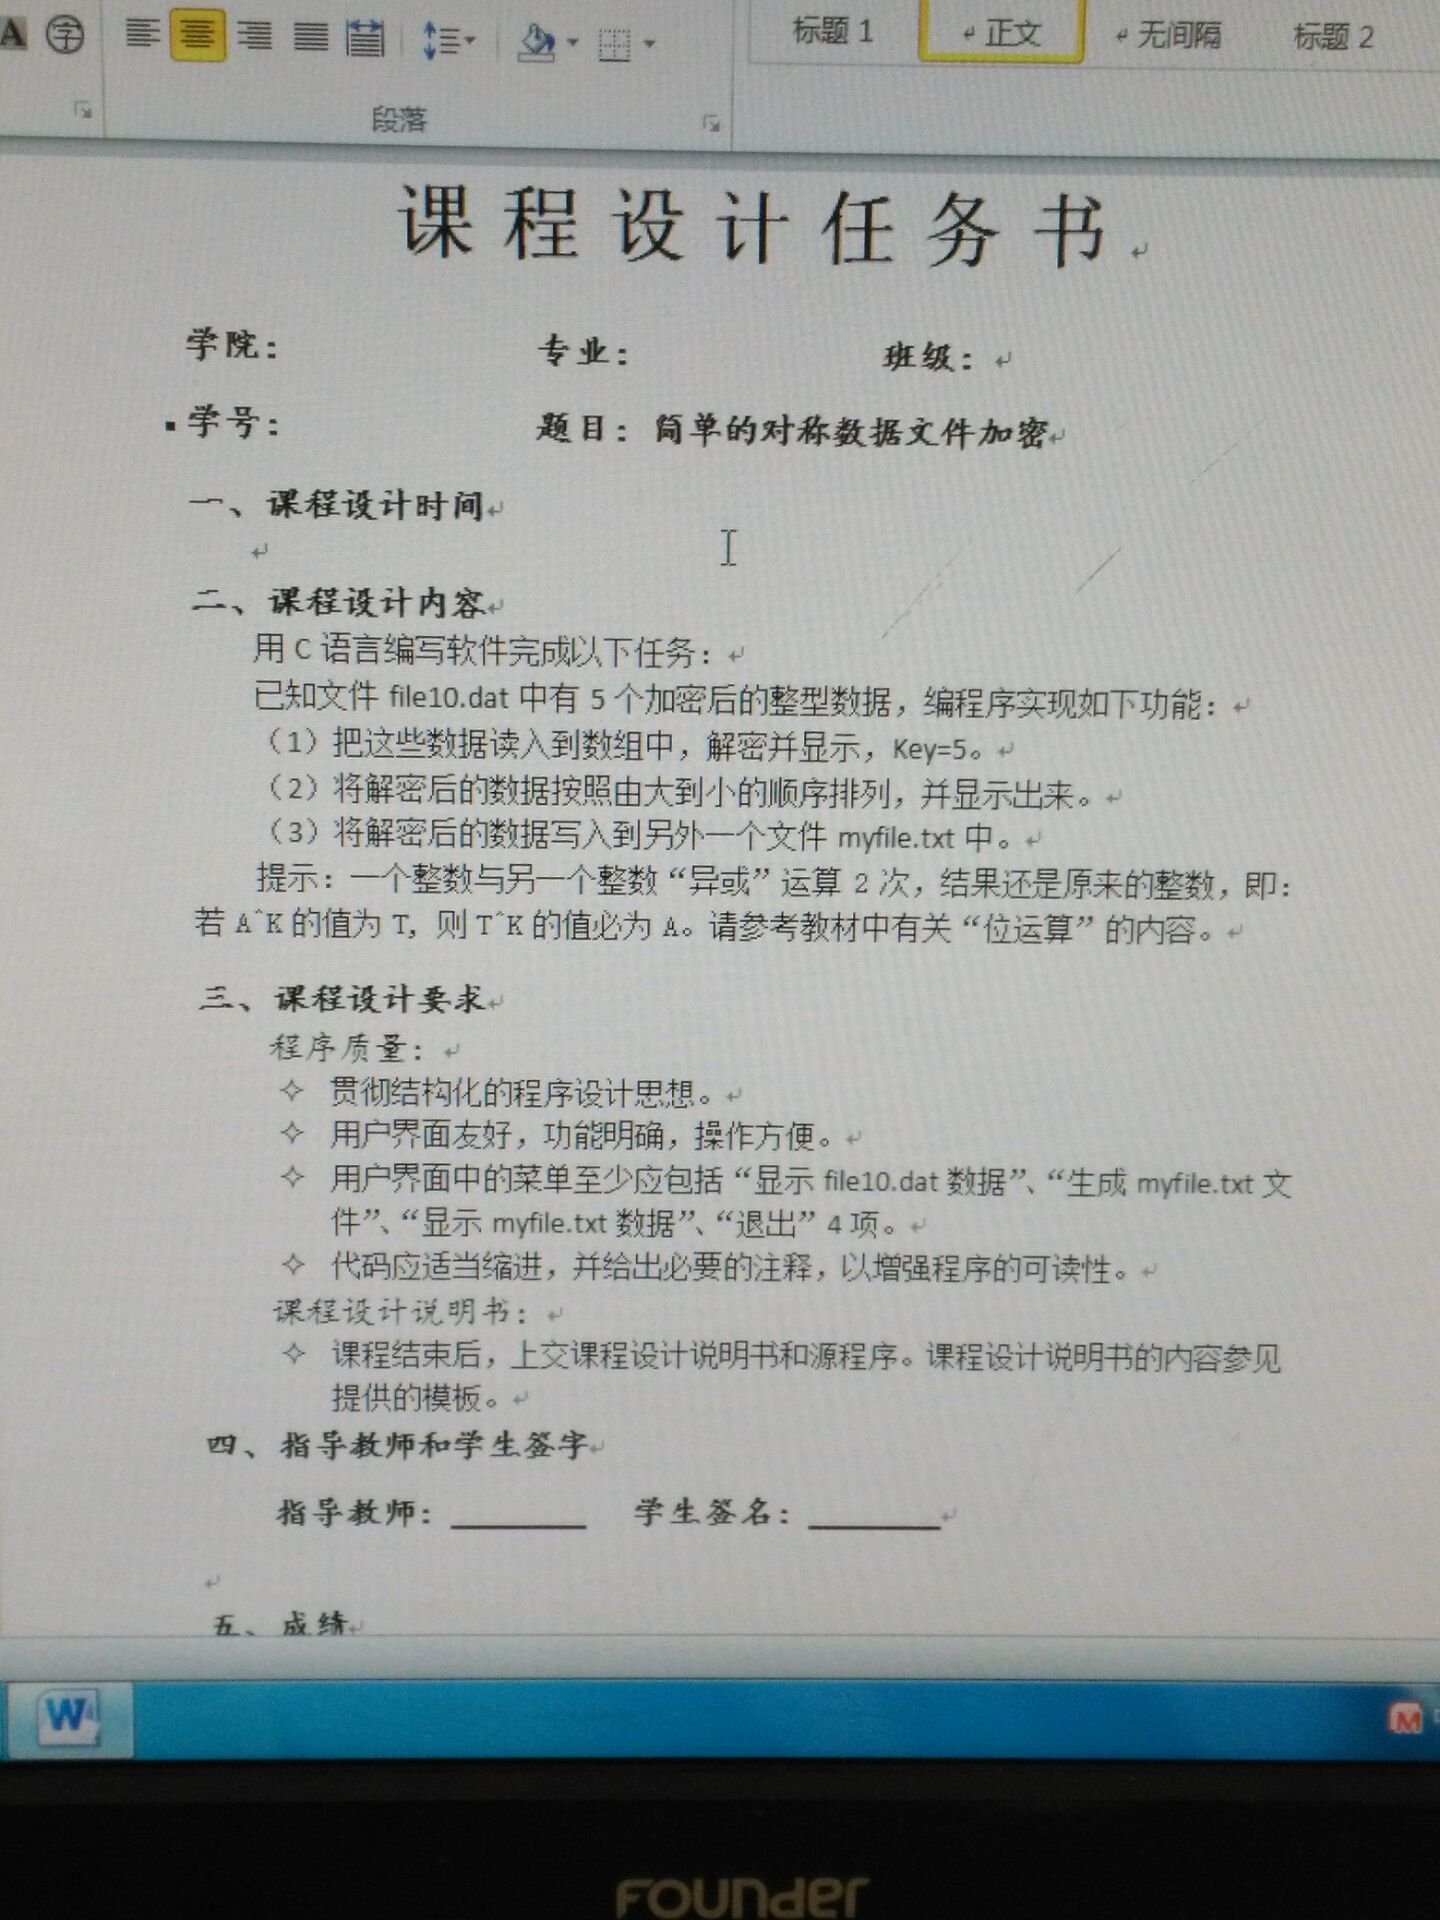 A 字
标题 1 ↵ 正文 ↵ 无间隔 标题 2
段落
课程设计任务书
学院： 专业： 班级：
学号： 题目：简单的对称数据文件加密
一、课程设计时间
二、课程设计内容
用 C 语言编写软件完成以下任务：
已知文件 file10.dat 中有 5 个加密后的整型数据，编程序实现如下功能：
（1）把这些数据读入到数组中，解密并显示，Key=5。
（2）将解密后的数据按照由大到小的顺序排列，并显示出来。
（3）将解密后的数据写入到另外一个文件 myfile.txt 中。
提示：一个整数与另一个整数“异或”运算 2 次，结果还是原来的整数，即：
若 A^K 的值为 T, 则 T^K 的值必为 A。请参考教材中有关“位运算”的内容。
三、课程设计要求
程序质量：
✧ 贯彻结构化的程序设计思想。
✧ 用户界面友好，功能明确，操作方便。
✧ 用户界面中的菜单至少应包括“显示 file10.dat 数据”、“生成 myfile.txt 文
件”、“显示 myfile.txt 数据”、“退出” 4 项。
✧ 代码应适当缩进，并给出必要的注释，以增强程序的可读性。
课程设计说明书：
✧ 课程结束后，上交课程设计说明书和源程序。课程设计说明书的内容参见
提供的模板。
四、指导教师和学生签字
指导教师：_______ 学生签名：_______
五、成绩
W
M
FOUNDER